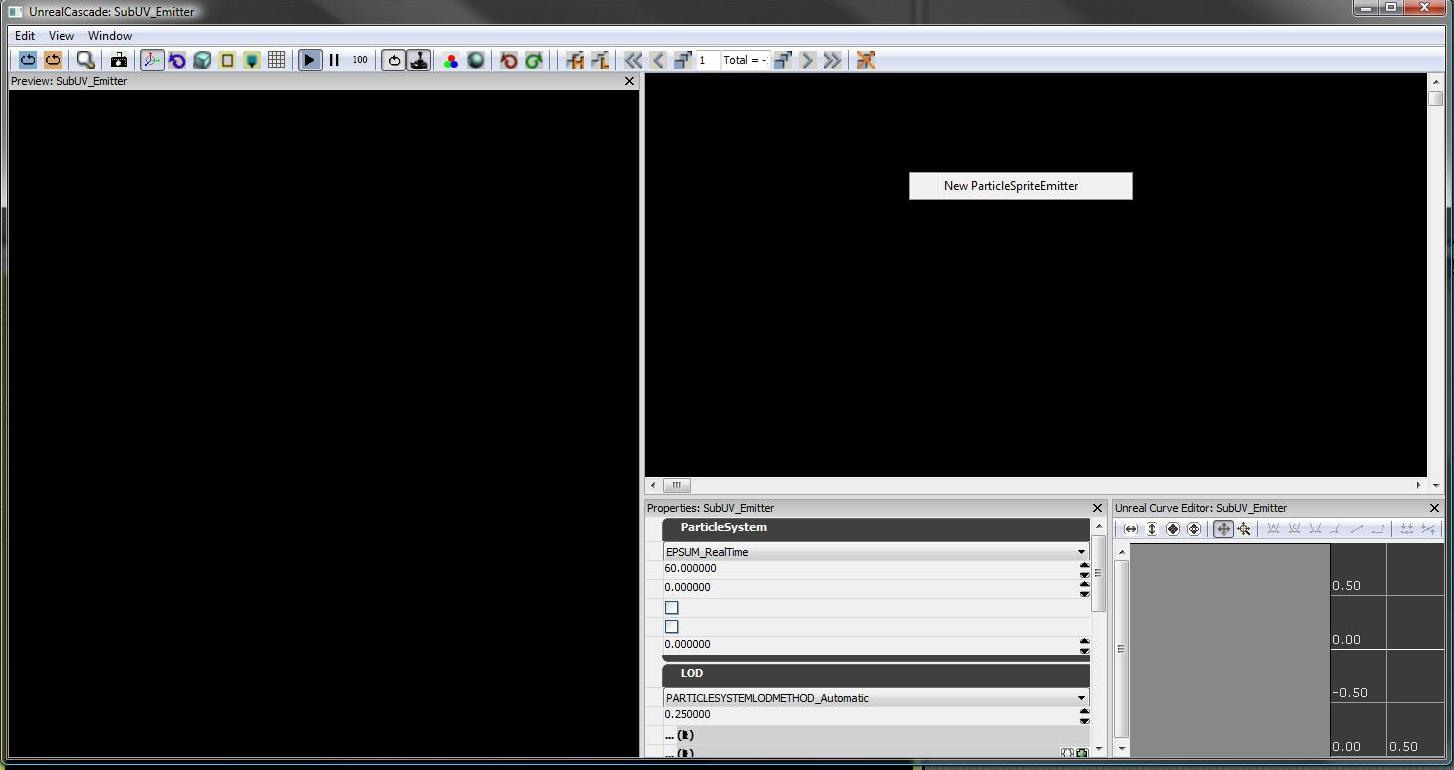 UnrealCascade: SubUV_Emitter
Edit View Window
100 1 Total = -
Preview: SubUV_Emitter
New ParticleSpriteEmitter
Properties: SubUV_Emitter
ParticleSystem
EPSUM_RealTime
60.000000
0.000000
0.000000
LOD
PARTICLESYSTEMLODMETHOD_Automatic
0.250000
Unreal Curve Editor: SubUV_Emitter
0.50
0.00
-0.50
0.00 0.50